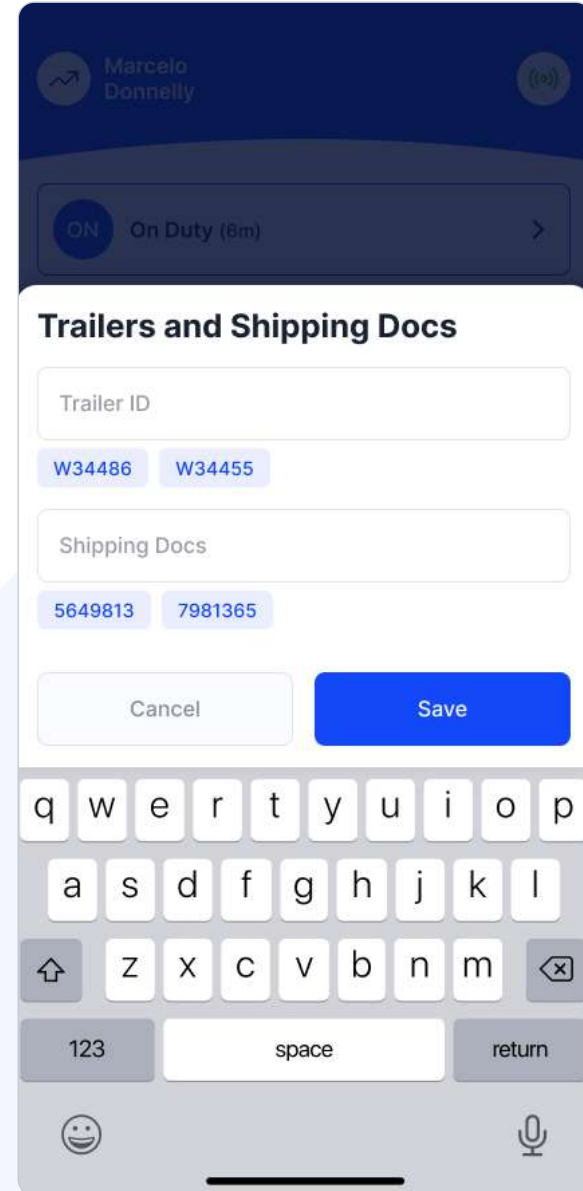 Marcelo
Donnelly
ON On Duty (6m)
Trailers and Shipping Docs
Trailer ID
W34486 W34455
Shipping Docs
5649813 7981365
Cancel Save
q w e r t y u i o p
a s d f g h j k l
z x c v b n m
123 space return